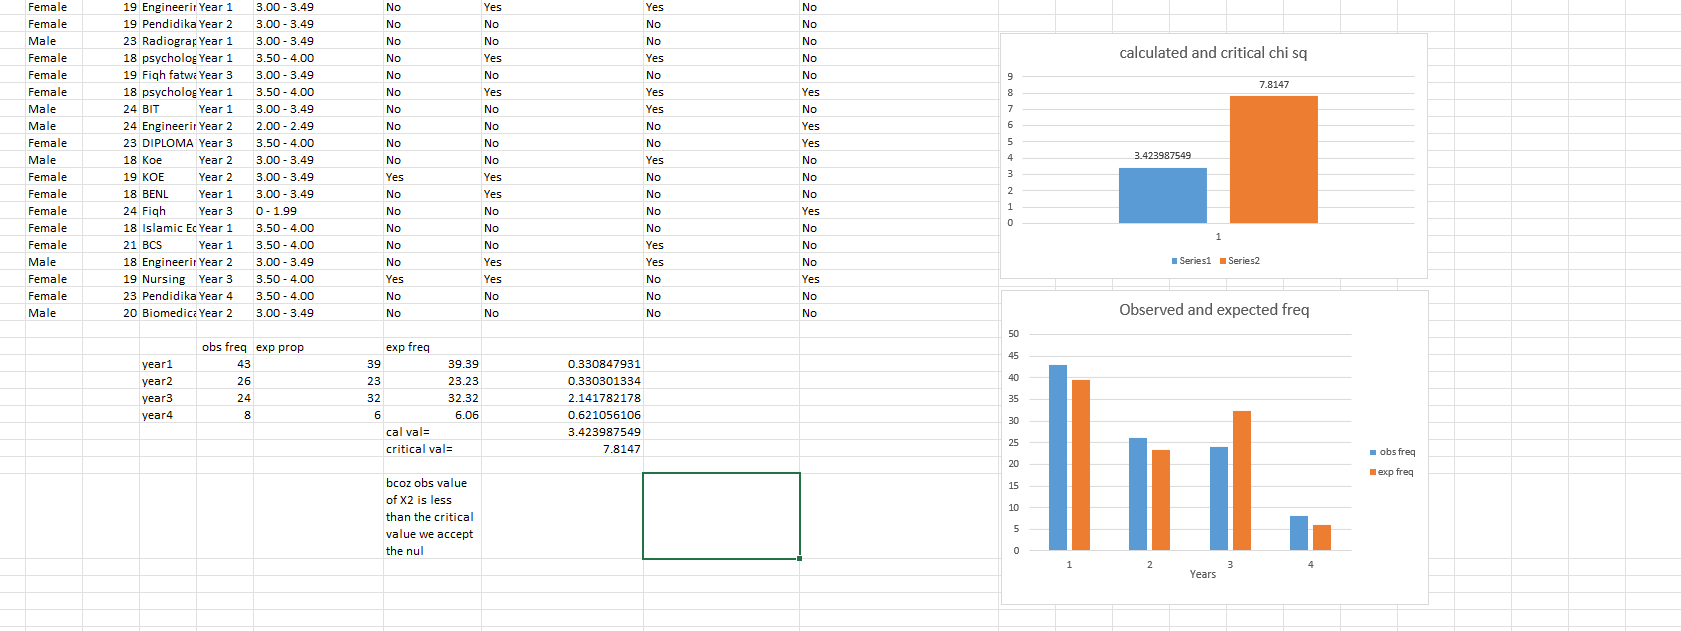 Female 19 Engineerir Year 1 3.00 - 3.49 No Yes Yes No
Female 19 Pendidika Year 2 3.00 - 3.49 No No No No
Male 23 Radiograp Year 1 3.00 - 3.49 No No No No
Female 18 psycholog Year 1 3.50 - 4.00 No Yes Yes No
Female 19 Fiqh fatwa Year 3 3.00 - 3.49 No No No No
Female 18 psycholog Year 1 3.50 - 4.00 No Yes Yes Yes
Male 24 BIT Year 1 3.00 - 3.49 No No Yes No
Male 24 Engineerir Year 2 2.00 - 2.49 No No No Yes
Female 23 DIPLOMA Year 3 3.50 - 4.00 No No No Yes
Male 18 Koe Year 2 3.00 - 3.49 No No Yes No
Female 19 KOE Year 2 3.00 - 3.49 Yes Yes No No
Female 18 BENL Year 1 3.00 - 3.49 No Yes No No
Female 24 Fiqh Year 3 0 - 1.99 No No No Yes
Female 18 Islamic Ec Year 1 3.50 - 4.00 No No No No
Female 21 BCS Year 1 3.50 - 4.00 No No Yes No
Male 18 Engineerir Year 2 3.00 - 3.49 No Yes Yes No
Female 19 Nursing Year 3 3.50 - 4.00 Yes Yes No Yes
Female 23 Pendidika Year 4 3.50 - 4.00 No No No No
Male 20 Biomedica Year 2 3.00 - 3.49 No No No No
obs freq exp prop exp freq
year1 43 39 39.39 0.330847931
year2 26 23 23.23 0.330301334
year3 24 32 32.32 2.141782178
year4 8 6 6.06 0.621056106
cal val= 3.423987549
critical val= 7.8147
bcoz obs value
of X2 is less
than the critical
value we accept
the nul
calculated and critical chi sq
9
8
7
6
5
4
3
2
1
0
3.423987549
7.8147
1
Series1 Series2
Observed and expected freq
50
45
40
35
30
25
20
15
10
5
0
1 2 3 4
Years
obs freq
exp freq